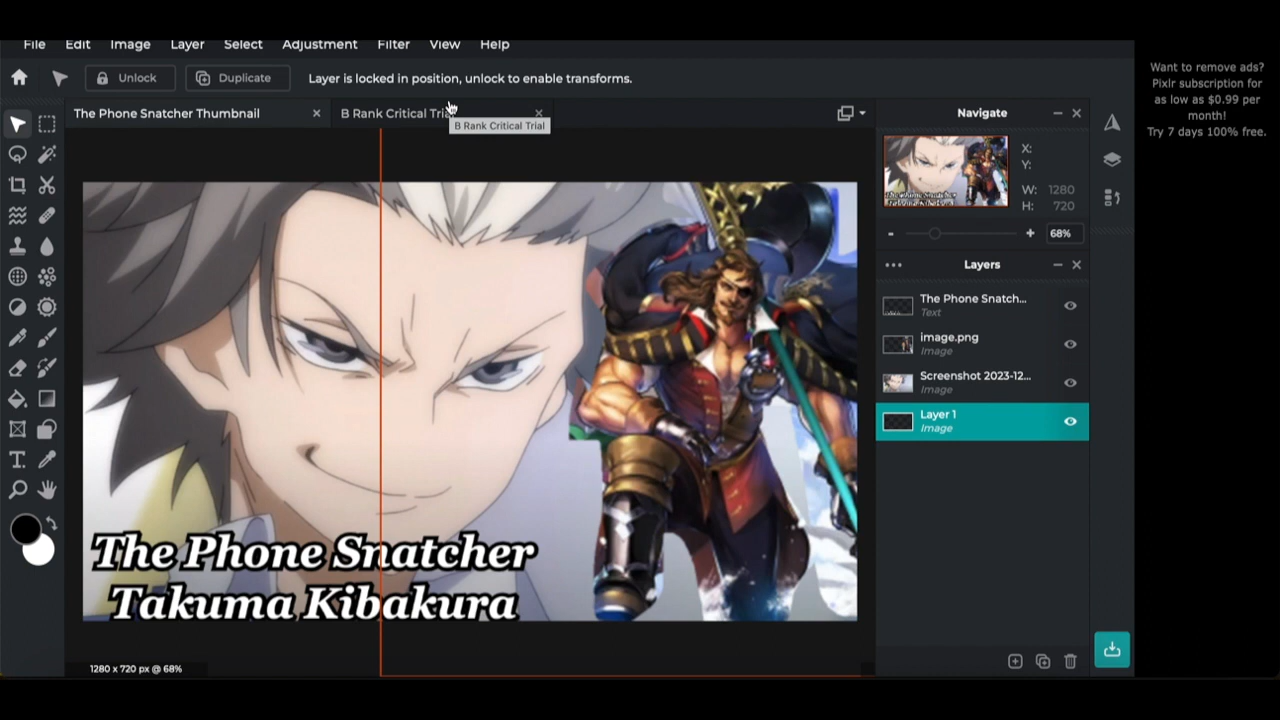 File Edit Image Layer Select Adjustment Filter View Help
Unlock Duplicate Layer is locked in position, unlock to enable transforms.
The Phone Snatcher Thumbnail B Rank Critical Tria
B Rank Critical Trial
Navigate
X:
Y:
W: 1280
H: 720
- + 68%
Layers
The Phone Snatch...
Text
image.png
Image
Screenshot 2023-12...
Image
Layer 1
Image
The Phone Snatcher
Takuma Kibakura
1280 x 720 px @ 68%
Want to remove ads?
Pixlr subscription for
as low as $0.99 per
month!
Try 7 days 100% free.